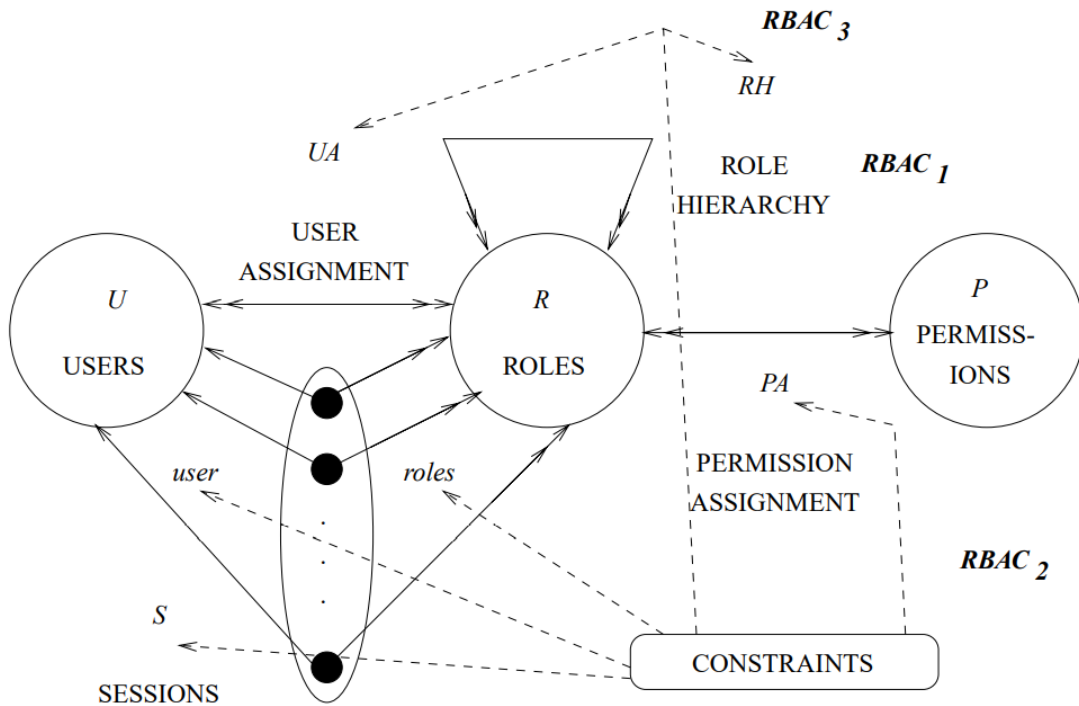 RBAC 3
RH
UA
ROLE
HIERARCHY
RBAC 1
USER
ASSIGNMENT
U
USERS
R
ROLES
P
PERMISS-
IONS
PA
user
roles
PERMISSION
ASSIGNMENT
RBAC 2
S
SESSIONS
CONSTRAINTS